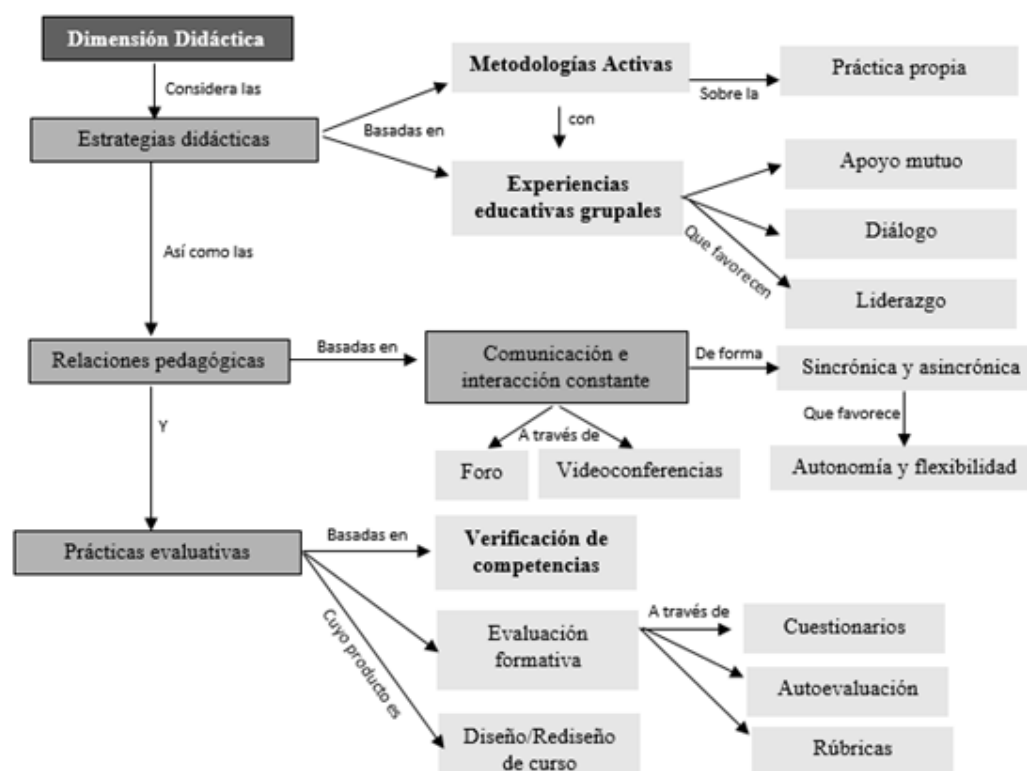 Dimensión Didáctica
Considera las
Estrategias didácticas
Basadas en
Metodologías Activas
Sobre la
Práctica propia
con
Experiencias
educativas grupales
Que favorecen
Apoyo mutuo
Diálogo
Liderazgo
Así como las
Relaciones pedagógicas
Basadas en
Comunicación e
interacción constante
De forma
Sincrónica y asincrónica
Que favorece
Autonomía y flexibilidad
A través de
Foro
Videoconferencias
Y
Prácticas evaluativas
Basadas en
Verificación de
competencias
Evaluación
formativa
A través de
Cuestionarios
Autoevaluación
Rúbricas
Cuyo producto es
Diseño/Rediseño
de curso